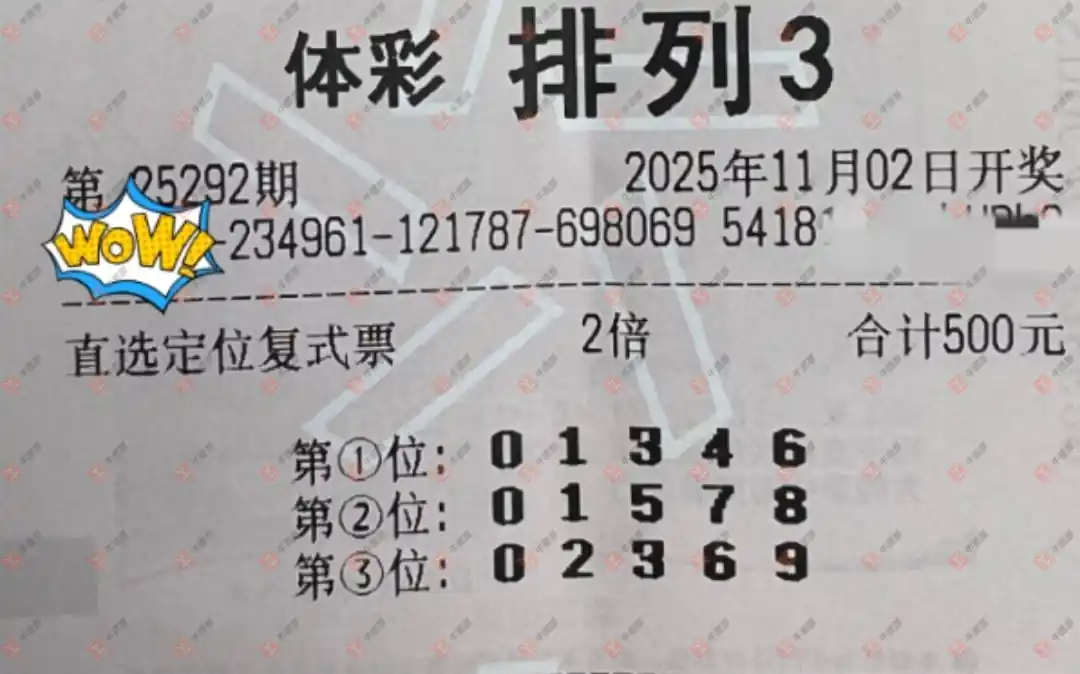 体彩 排列3
第 25292期 2025年11月02日开奖
WOW! -234961-121787-698069 5418
直选定位复式票 2倍 合计500元
第①位: 0 1 3 4 6
第②位: 0 1 5 7 8
第③位: 0 2 3 6 9